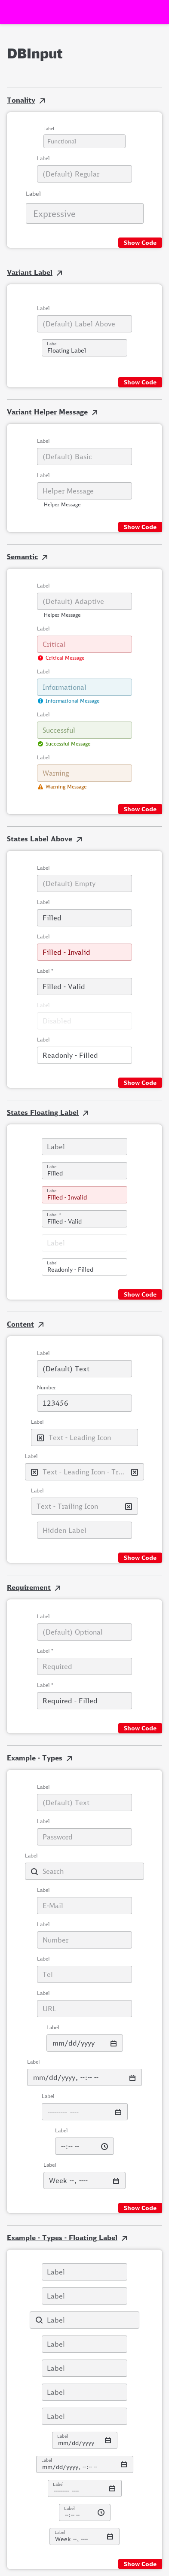 DBInput
Tonality
Label
Functional
Label
(Default) Regular
Label
Expressive
Show Code
Variant Label
Label
(Default) Label Above
Label
Floating Label
Show Code
Variant Helper Message
Label
(Default) Basic
Label
Helper Message
Helper Message
Show Code
Semantic
Label
(Default) Adaptive
Helper Message
Label
Critical
Critical Message
Label
Informational
Informational Message
Label
Successful
Successful Message
Label
Warning
Warning Message
Show Code
States Label Above
Label
(Default) Empty
Label
Filled
Label
Filled - Invalid
Label *
Filled - Valid
Label
Disabled
Label
Readonly - Filled
Show Code
States Floating Label
Label
Label
Filled
Label
Filled - Invalid
Label *
Filled - Valid
Label
Label
Readonly - Filled
Show Code
Content
Label
(Default) Text
Number
123456
Label
Text - Leading Icon
Label
Text - Leading Icon - Tr...
Label
Text - Trailing Icon
Hidden Label
Show Code
Requirement
Label
(Default) Optional
Label *
Required
Label *
Required - Filled
Show Code
Example - Types
Label
(Default) Text
Label
Password
Label
Search
Label
E-Mail
Label
Number
Label
Tel
Label
URL
Label
mm/dd/yyyy
Label
mm/dd/yyyy, --:-- --
Label
--------- ----
Label
--:-- --
Label
Week --, ----
Show Code
Example - Types - Floating Label
Label
Label
Label
Label
Label
Label
Label
Label
mm/dd/yyyy
Label
mm/dd/yyyy, --:-- --
Label
--------- ----
Label
--:-- --
Label
Week --, ----
Show Code